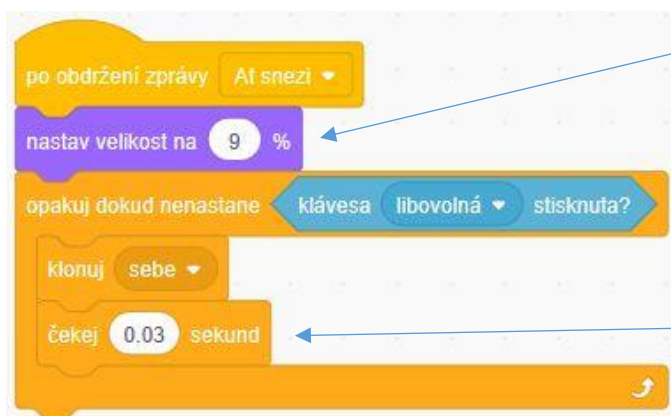 po obdržení zprávy At snezi
nastav velikost na 9 %
opakuj dokud nenastane klávesa libovolná stisknuta?
klonuj sebe
čekej 0.03 sekund